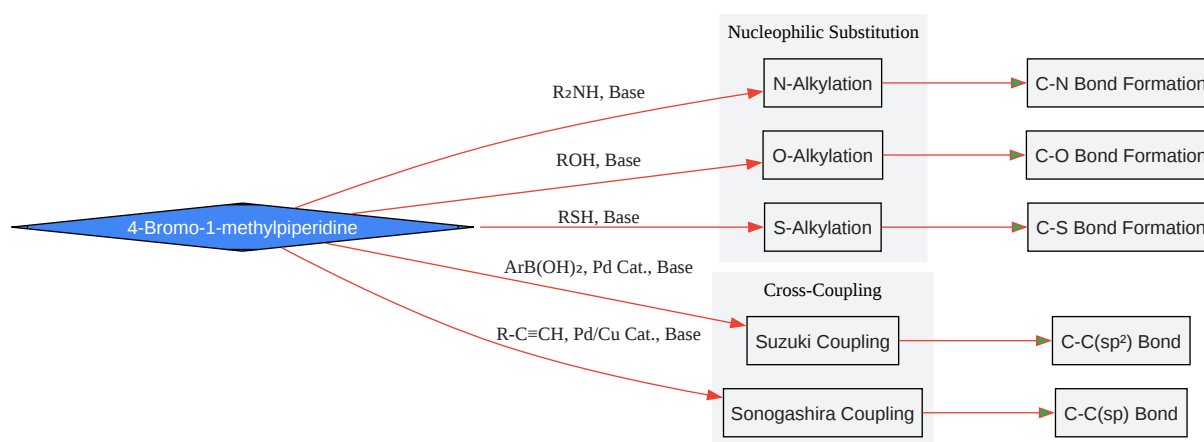 Nucleophilic Substitution
N-Alkylation
C-N Bond Formation
R₂NH, Base
O-Alkylation
C-O Bond Formation
ROH, Base
4-Bromo-1-methylpiperidine
RSH, Base
S-Alkylation
C-S Bond Formation
ArB(OH)₂, Pd Cat., Base
Cross-Coupling
R-C≡CH, Pd/Cu Cat., Base
Suzuki Coupling
C-C(sp²) Bond
Sonogashira Coupling
C-C(sp) Bond